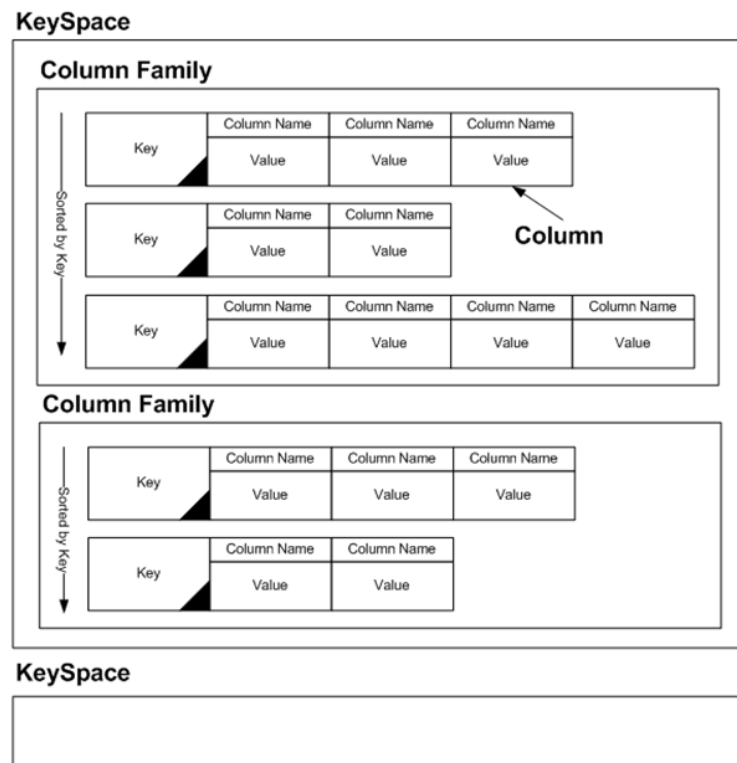 KeySpace
Column Family
Column Name Column Name Column Name
Key
Value Value Value
Sorted by Key
Column
Column Name Column Name
Key
Value Value
Column Name Column Name Column Name Column Name
Key
Value Value Value Value
Column Family
Column Name Column Name Column Name
Key
Value Value Value
Sorted by Key
Column Name Column Name
Key
Value Value
KeySpace